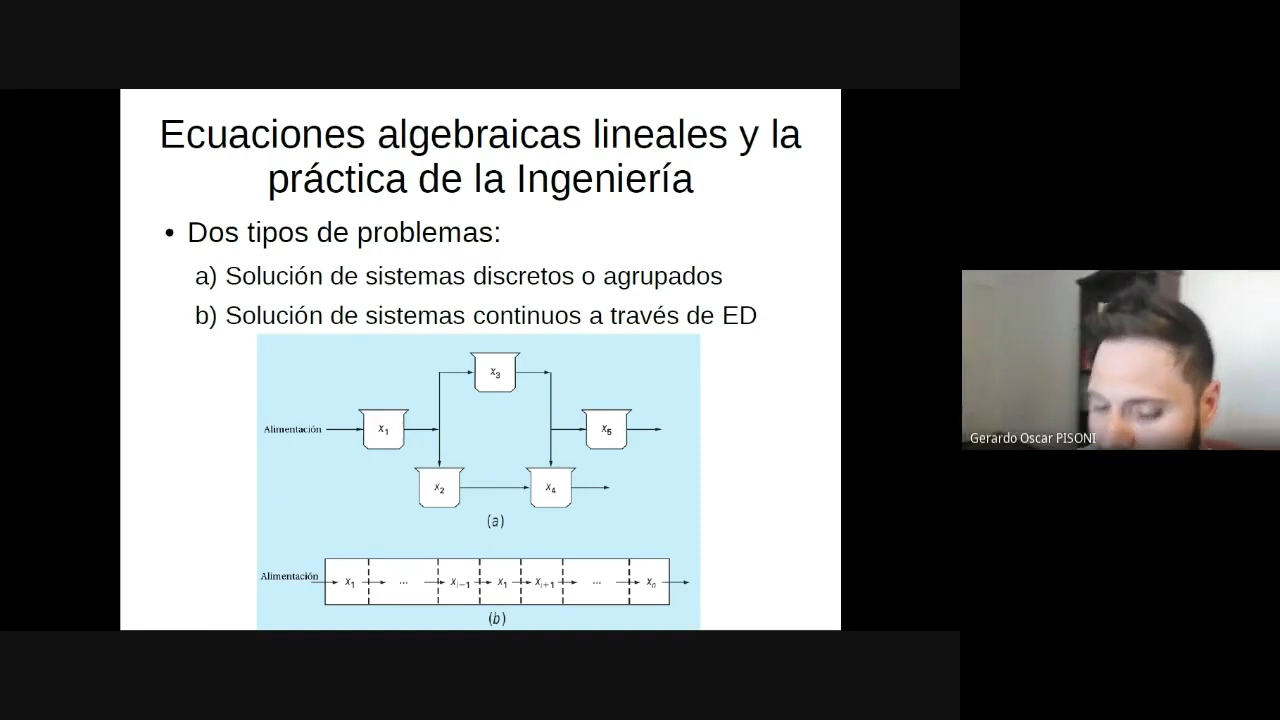 Ecuaciones algebraicas lineales y la
práctica de la Ingeniería
• Dos tipos de problemas:
a) Solución de sistemas discretos o agrupados
b) Solución de sistemas continuos a través de ED
x3
Alimentación
x1
x5
x2
x4
(a)
Alimentación
x1 ... xi−1 x1 xi+1 ... xn
(b)
Gerardo Oscar PISONI